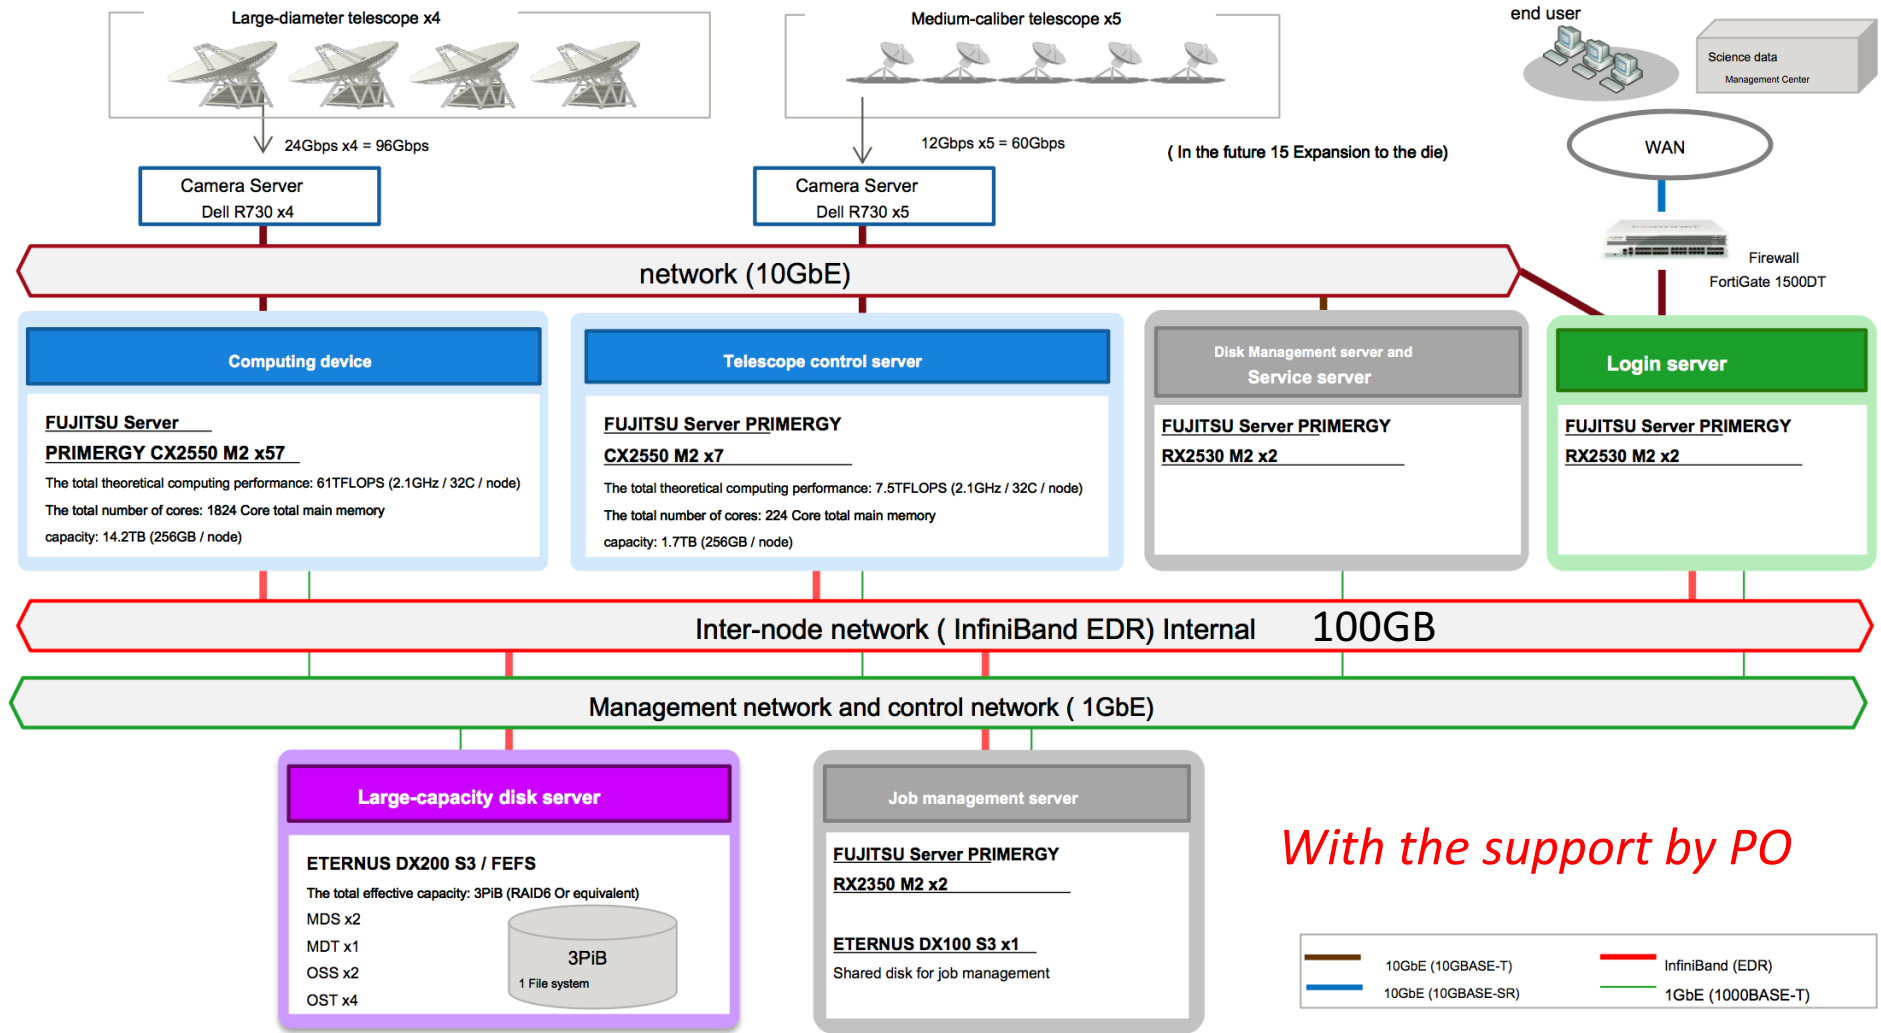 Large-diameter telescope x4
Medium-caliber telescope x5
end user
Science data
Management Center
24Gbps x4 = 96Gbps
12Gbps x5 = 60Gbps
( In the future 15 Expansion to the die)
WAN
Camera Server
Dell R730 x4
Camera Server
Dell R730 x5
Firewall
FortiGate 1500DT
network (10GbE)
Computing device
FUJITSU Server
PRIMERGY CX2550 M2 x57
The total theoretical computing performance: 61TFLOPS (2.1GHz / 32C / node)
The total number of cores: 1824 Core total main memory
capacity: 14.2TB (256GB / node)
Telescope control server
FUJITSU Server PRIMERGY
CX2550 M2 x7
The total theoretical computing performance: 7.5TFLOPS (2.1GHz / 32C / node)
The total number of cores: 224 Core total main memory
capacity: 1.7TB (256GB / node)
Disk Management server and
Service server
FUJITSU Server PRIMERGY
RX2530 M2 x2
Login server
FUJITSU Server PRIMERGY
RX2530 M2 x2
Inter-node network ( InfiniBand EDR) Internal 100GB
Management network and control network ( 1GbE)
Large-capacity disk server
ETERNUS DX200 S3 / FEFS
The total effective capacity: 3PiB (RAID6 Or equivalent)
MDS x2
MDT x1
OSS x2
OST x4
3PiB
1 File system
Job management server
FUJITSU Server PRIMERGY
RX2350 M2 x2
ETERNUS DX100 S3 x1
Shared disk for job management
With the support by PO
10GbE (10GBASE-T)
InfiniBand (EDR)
10GbE (10GBASE-SR)
1GbE (1000BASE-T)